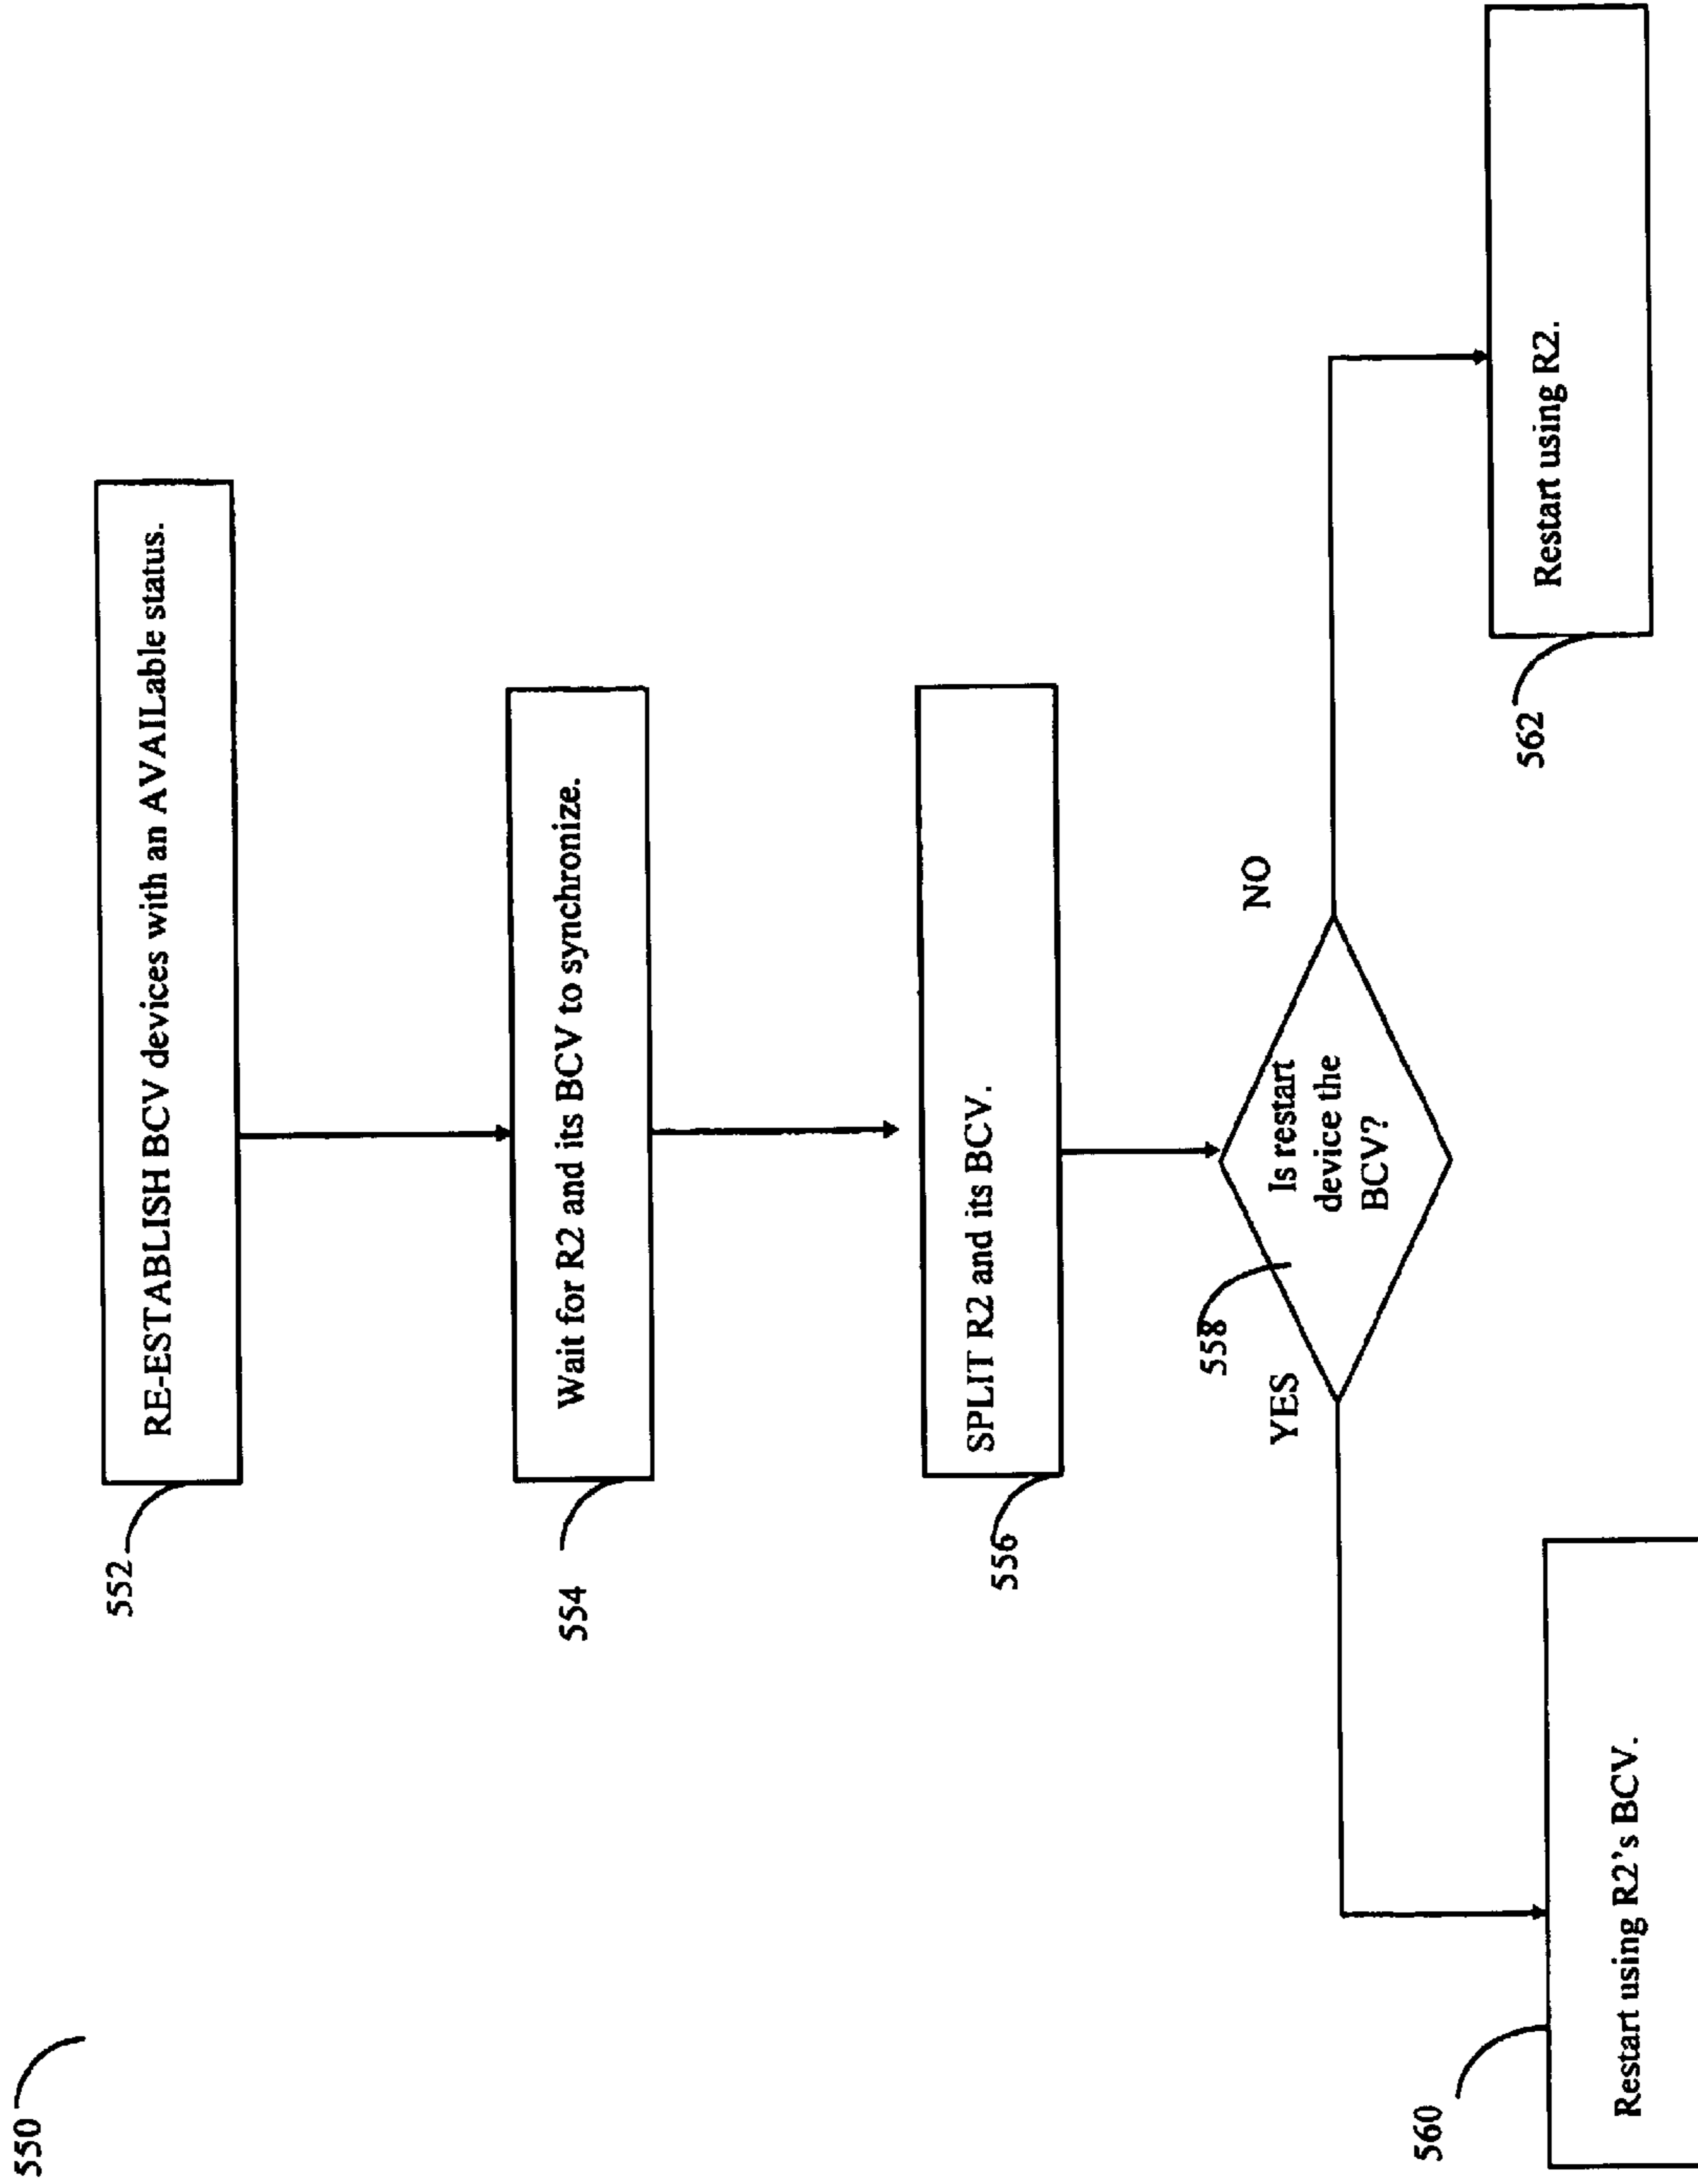 550
552
RE-ESTABLISH BCV devices with an AVAILable status.
554
Wait for R2 and its BCV to synchronize.
556
SPLIT R2 and its BCV.
558
YES
NO
Is restart
device the
BCV?
560
Restart using R2's BCV.
562
Restart using R2.